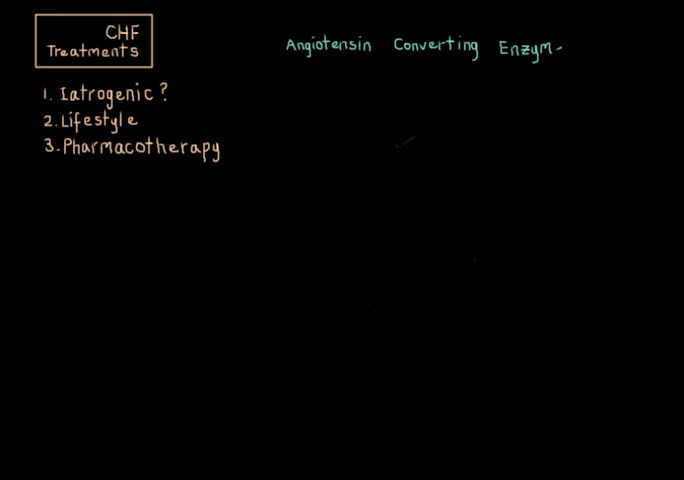 CHF
Treatments
Angiotensin Converting Enzym
1. Iatrogenic?
2. Lifestyle
3. Pharmacotherapy